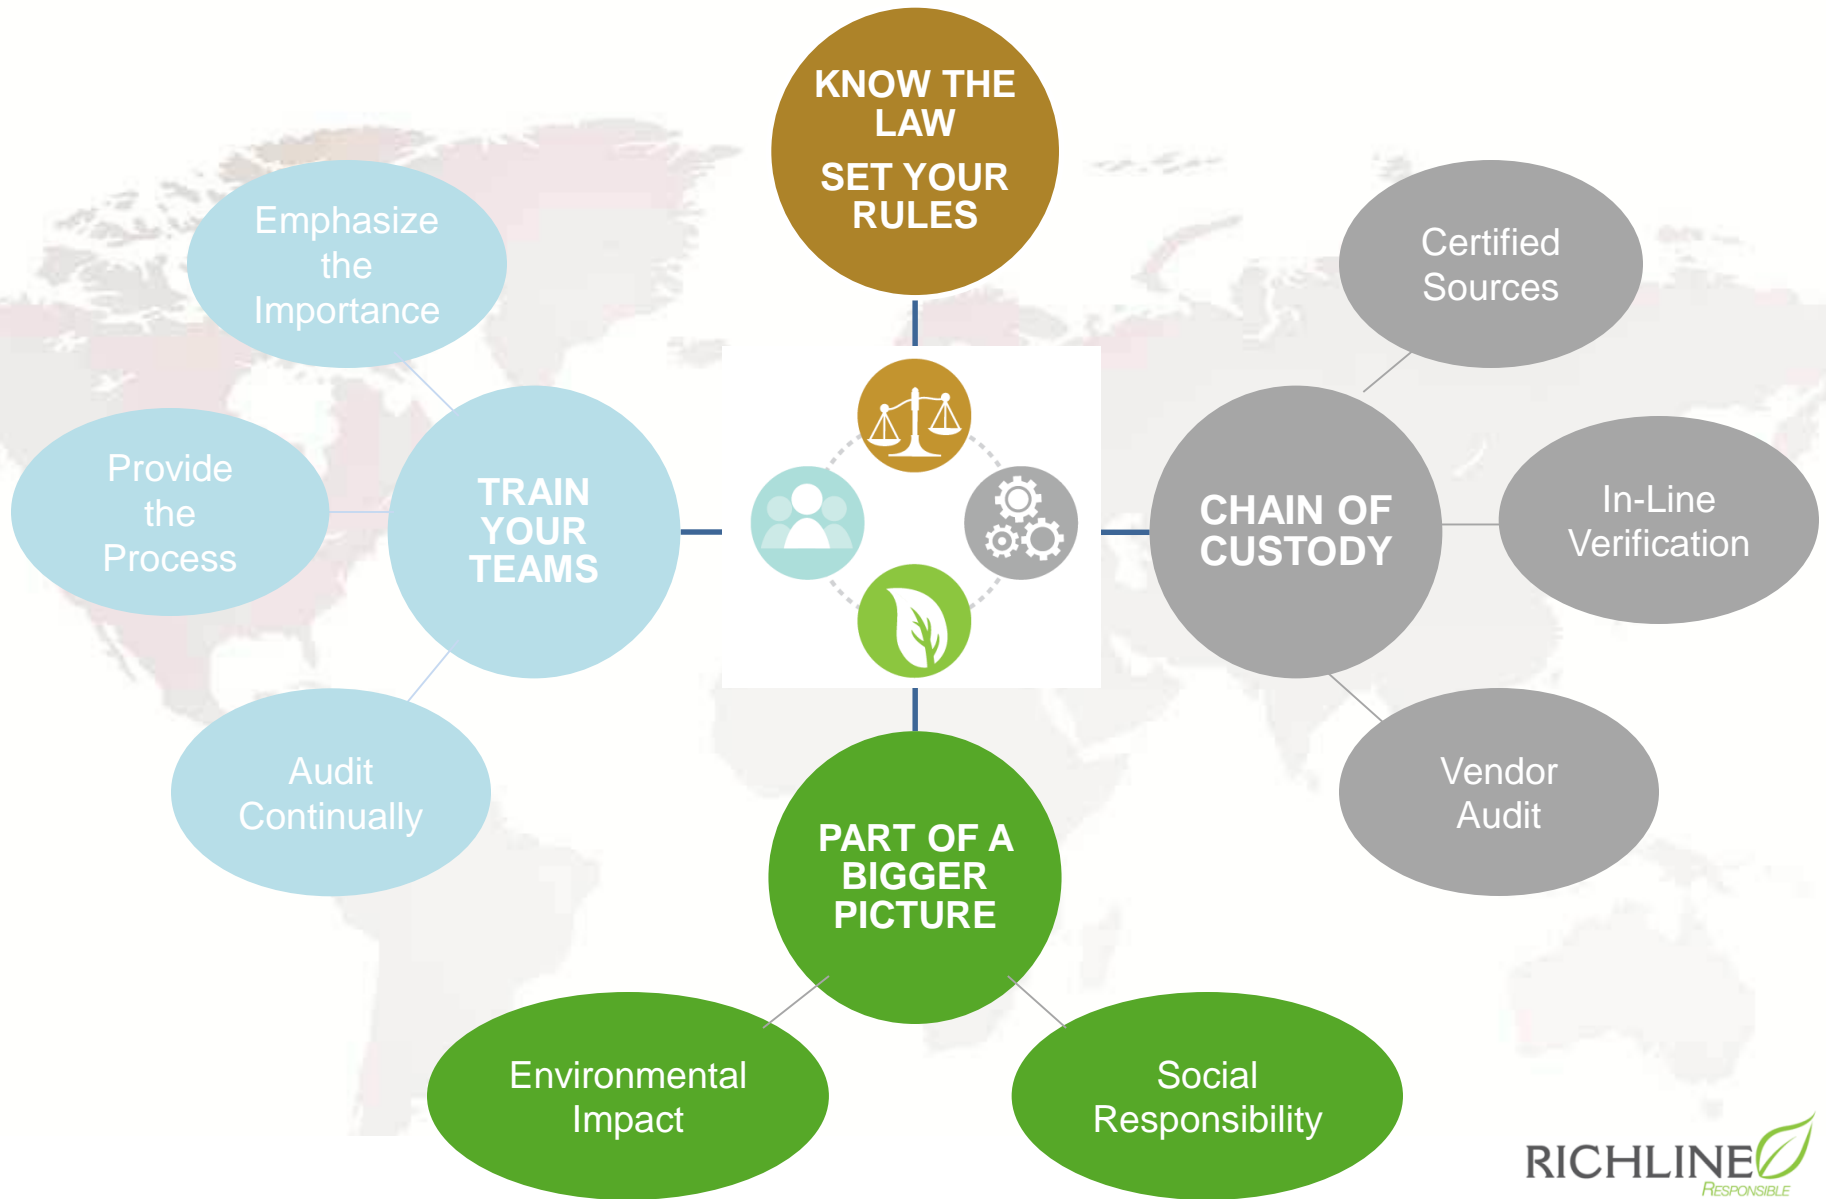 KNOW THE
LAW
SET YOUR
RULES
Emphasize
the
Importance
Provide
the
Process
Audit
Continually
TRAIN
YOUR
TEAMS
CHAIN OF
CUSTODY
Certified
Sources
In-Line
Verification
Vendor
Audit
PART OF A
BIGGER
PICTURE
Environmental
Impact
Social
Responsibility
RICHLINE
RESPONSIBLE